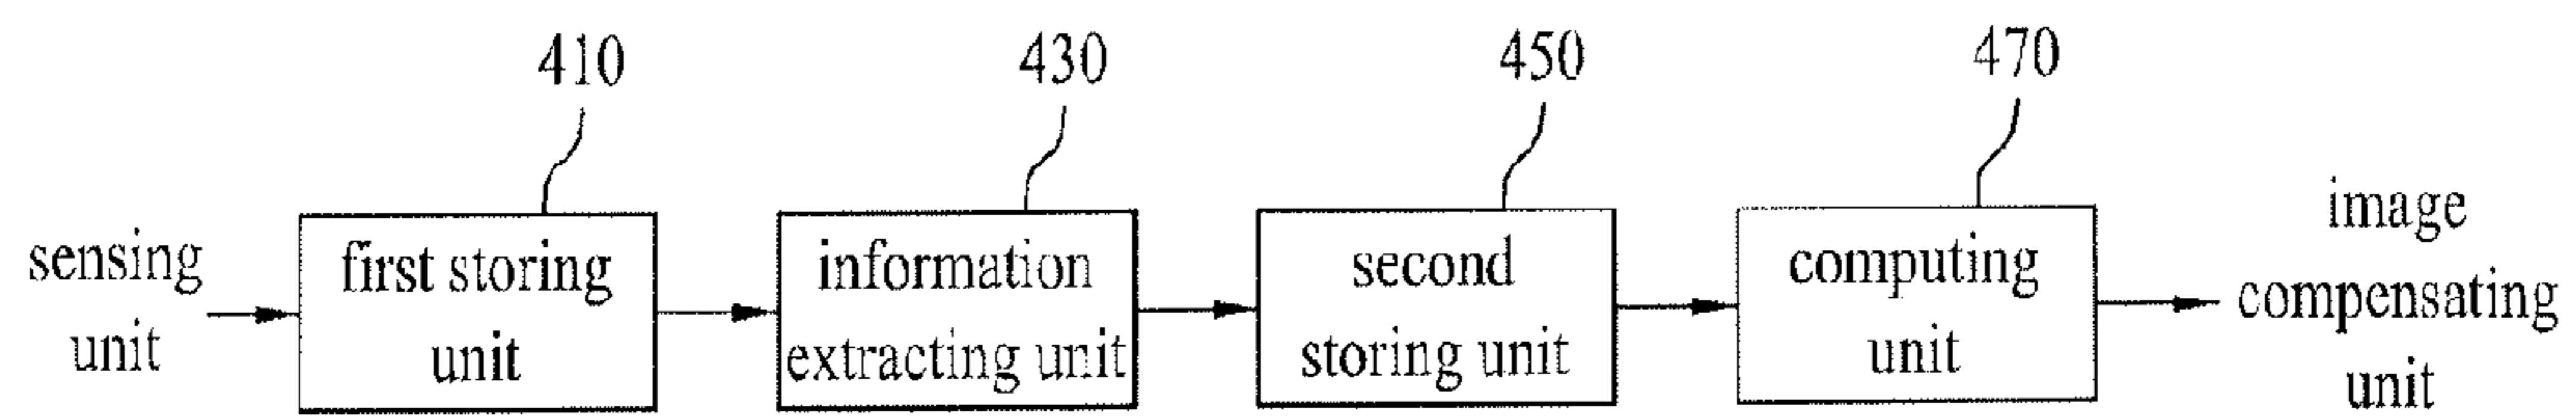 410
430
450
470
sensing
unit
first storing
unit
information
extracting unit
second
storing unit
computing
unit
image
compensating
unit